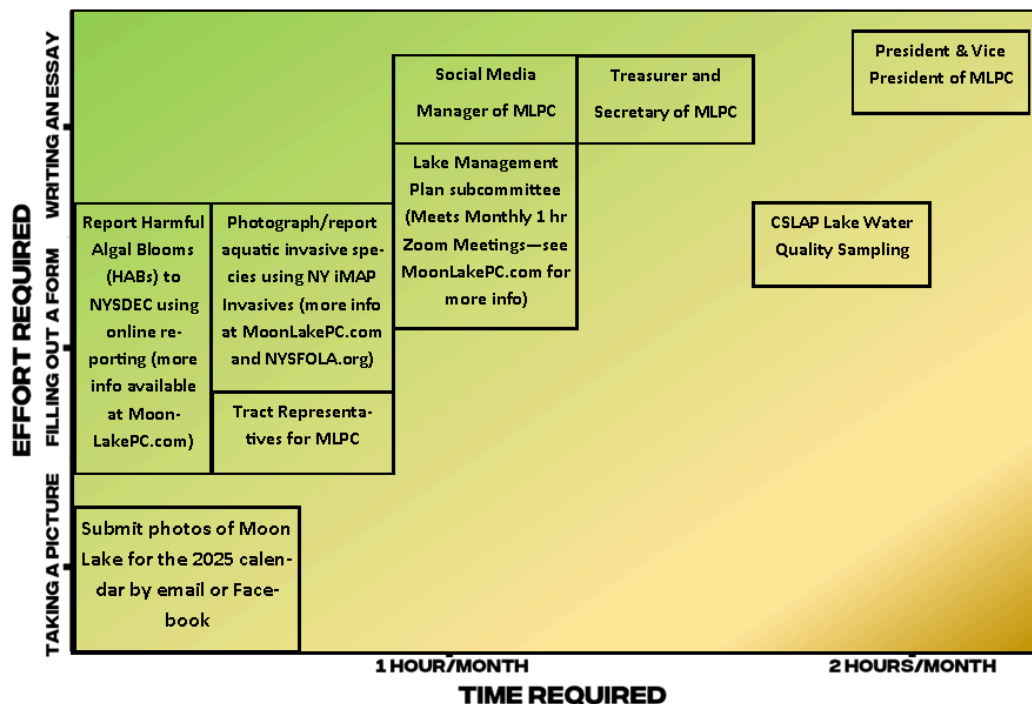 EFFORT REQUIRED
WRITING AN ESSAY
FILLING OUT A FORM
TAKING A PICTURE
President & Vice
President of MLPC
Social Media
Manager of MLPC
Treasurer and
Secretary of MLPC
Lake Management
Plan subcommittee
(Meets Monthly 1 hr
Zoom Meetings—see
MoonLakePC.com for
more info)
CSLAP Lake Water
Quality Sampling
Report Harmful
Algal Blooms
(HABs) to
NYSDEC using
online re-
porting (more
info available
at Moon-
LakePC.com)
Photograph/report
aquatic invasive spe-
cies using NY iMAP
Invasives (more info
at MoonLakePC.com
and NYSFOLA.org)
Tract Representa-
tives for MLPC
Submit photos of Moon
Lake for the 2025 calen-
dar by email or Face-
book
1 HOUR/MONTH
2 HOURS/MONTH
TIME REQUIRED